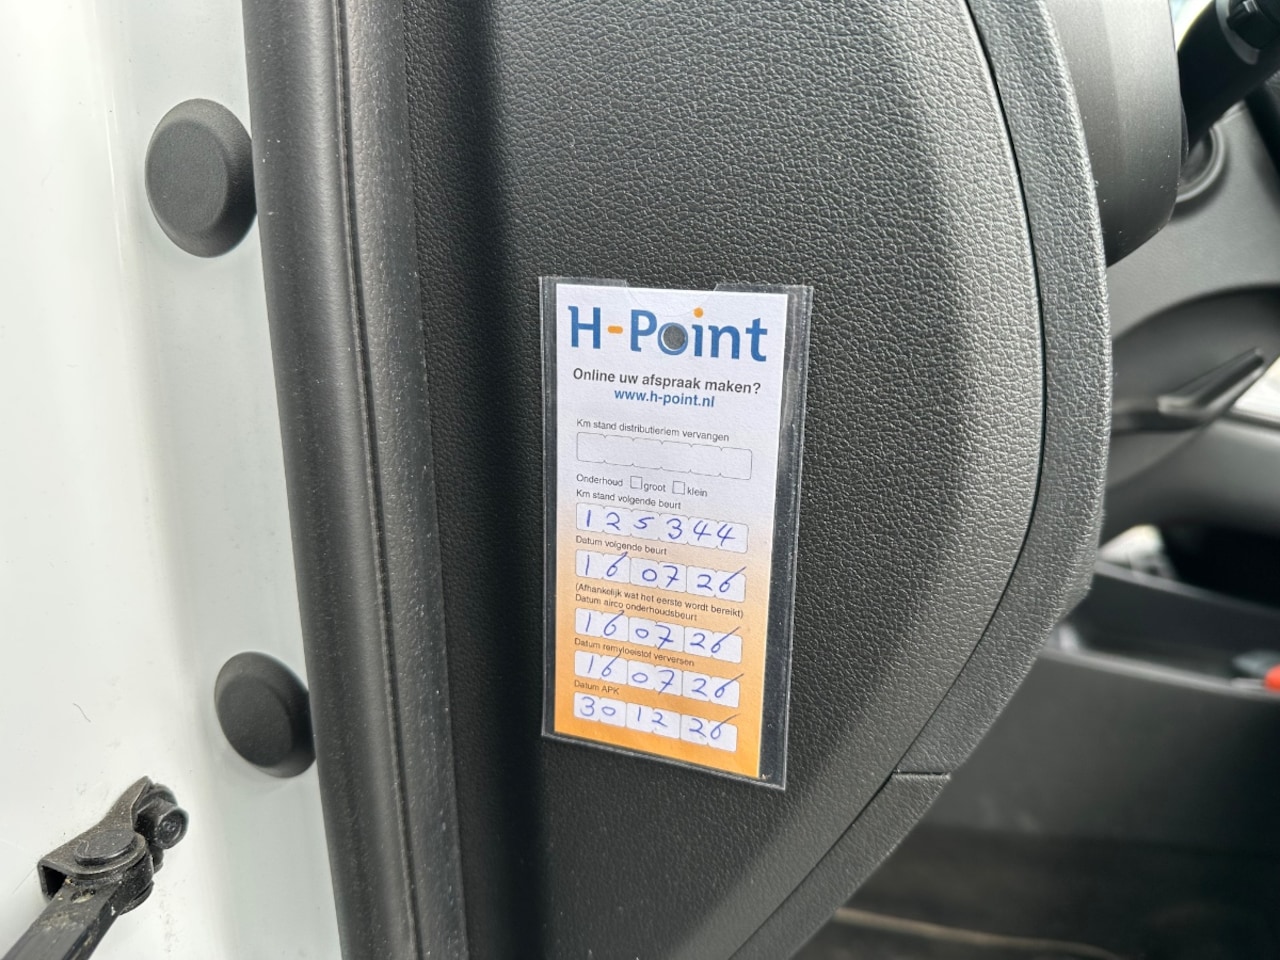 H-Point
Online uw afspraak maken?
www.h-point.nl
Km stand distributieriem vervangen
Onderhoud groot klein
Km stand volgende beurt
125344
Datum volgende beurt
16 07 26
(Afhankelijk wat het eerste wordt bereikt)
Datum airco onderhoudsbeurt
16 07 26
Datum remvloeistof verversen
16 07 26
Datum APK
30 12 26